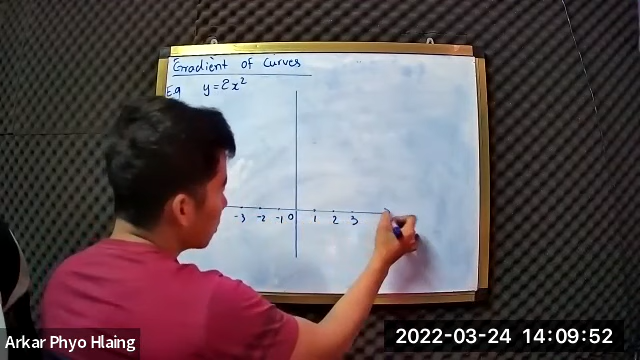 Gradient of Curves
E.g y=2x²
-3 -2 -1 0 1 2 3
Arkar Phyo Hlaing
2022-03-24 14:09:52